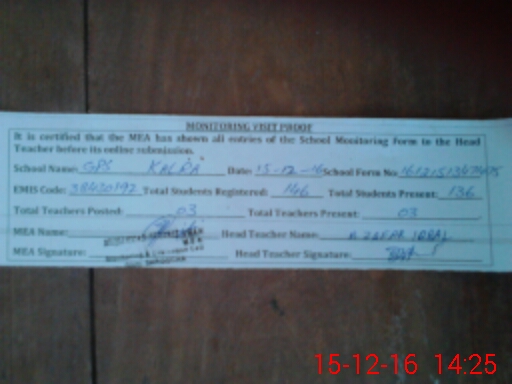 MONITORING VISIT PROOF
It is certified that the MEA has shown all entries of the School Monitoring Form to the Head
Teacher before its online submission.
School Name: GPS KALRA Date: 15-12-16 School Form No.
EMIS Code: 38420192 Total Students Registered: 146 Total Students Present: 136
Total Teachers Posted: 03 Total Teachers Present: 03
MEA Name: Head Teacher Name:
MEA Signature: Head Teacher Signature:
15-12-16 14:25